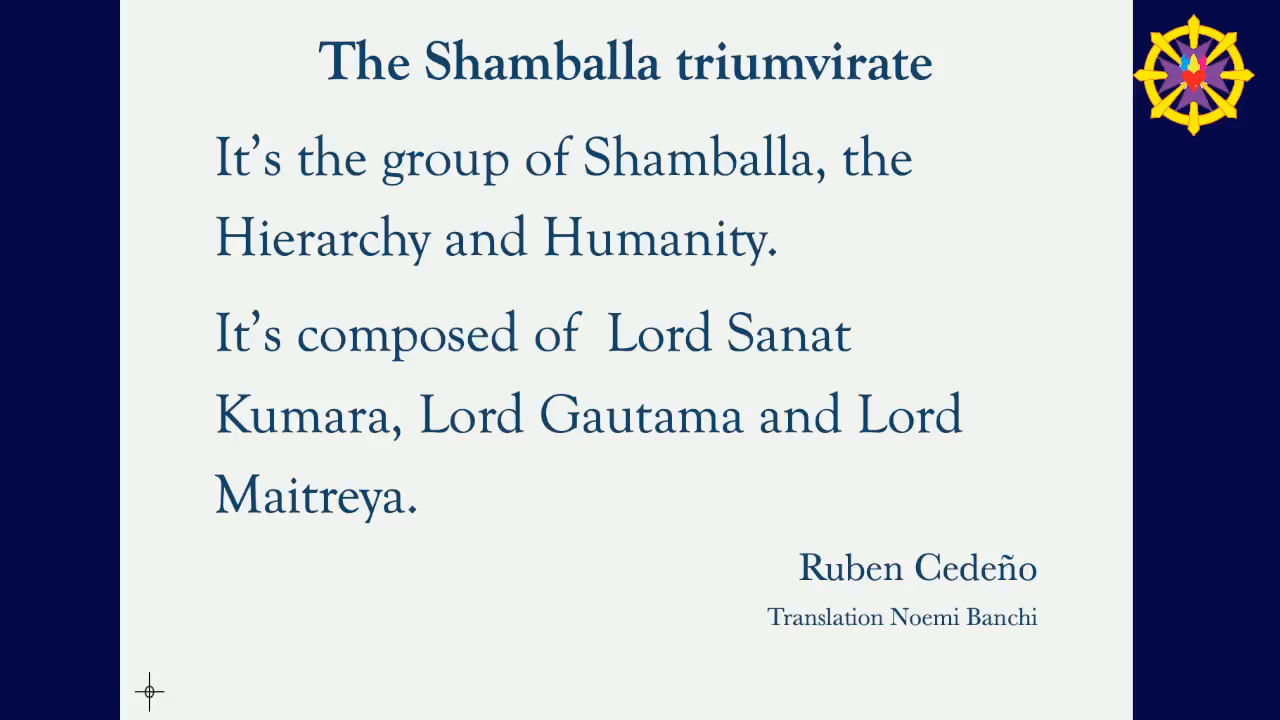 The Shamballa triumvirate
It’s the group of Shamballa, the
Hierarchy and Humanity.
It’s composed of  Lord Sanat
Kumara, Lord Gautama and Lord
Maitreya.
Ruben Cedeño
Translation Noemi Banchi